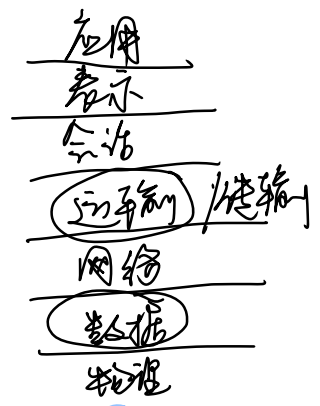 应用
表示
会话
运输 / 传输
网络
数据
物理